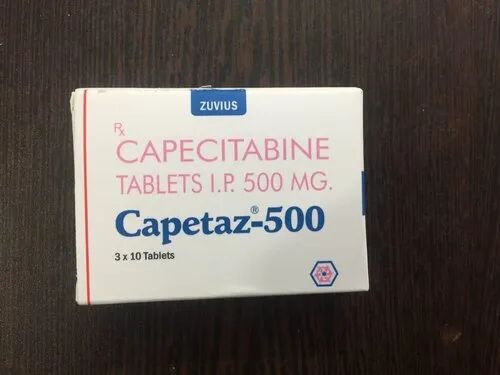 ZUVIUS
Rx
CAPECITABINE
TABLETS I.P. 500 MG.
Capetaz®-500
3 x 10 Tablets